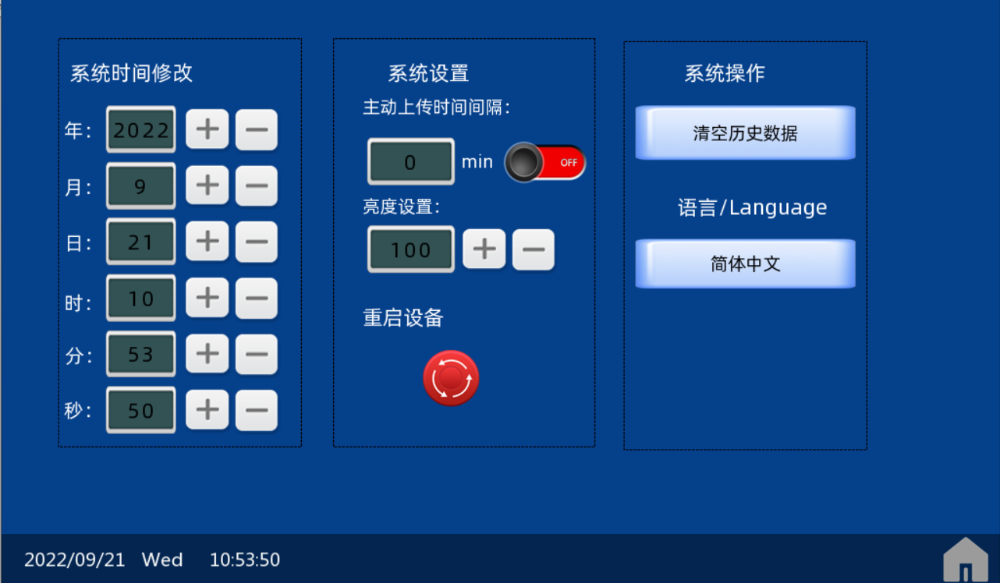 系统时间修改
年：2022
月：9
日：21
时：10
分：53
秒：50
系统设置
主动上传时间间隔：
0 min OFF
亮度设置：
100
重启设备
系统操作
清空历史数据
语言/Language
简体中文
2022/09/21 Wed 10:53:50